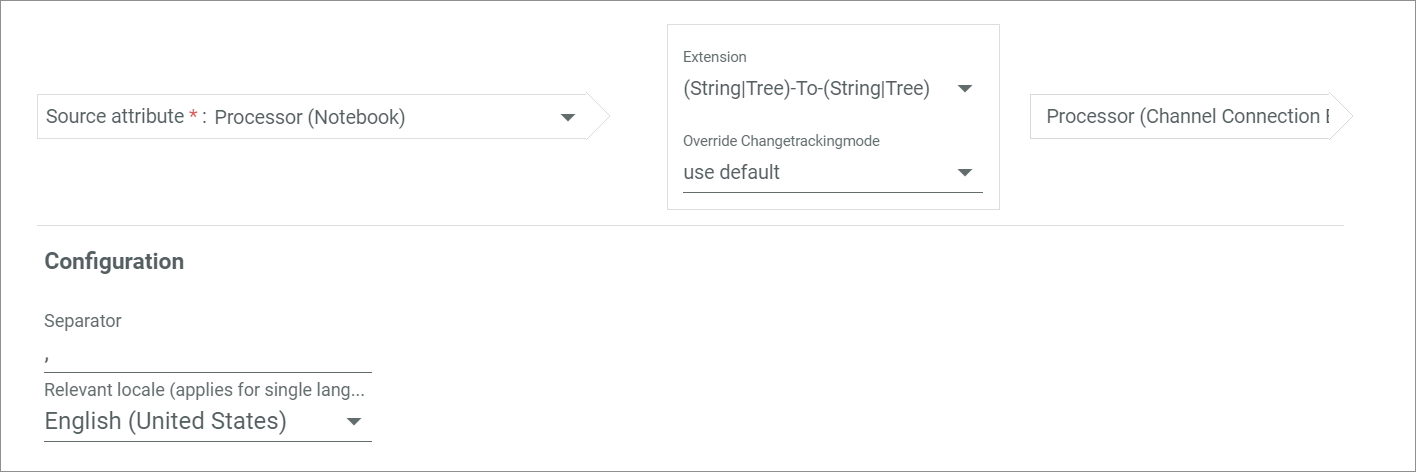 Source attribute * : Processor (Notebook)
Extension
(String|Tree)-To-(String|Tree)
Override Changetrackingmode
use default
Processor (Channel Connection
Configuration
Separator
,
Relevant locale (applies for single lang...
English (United States)